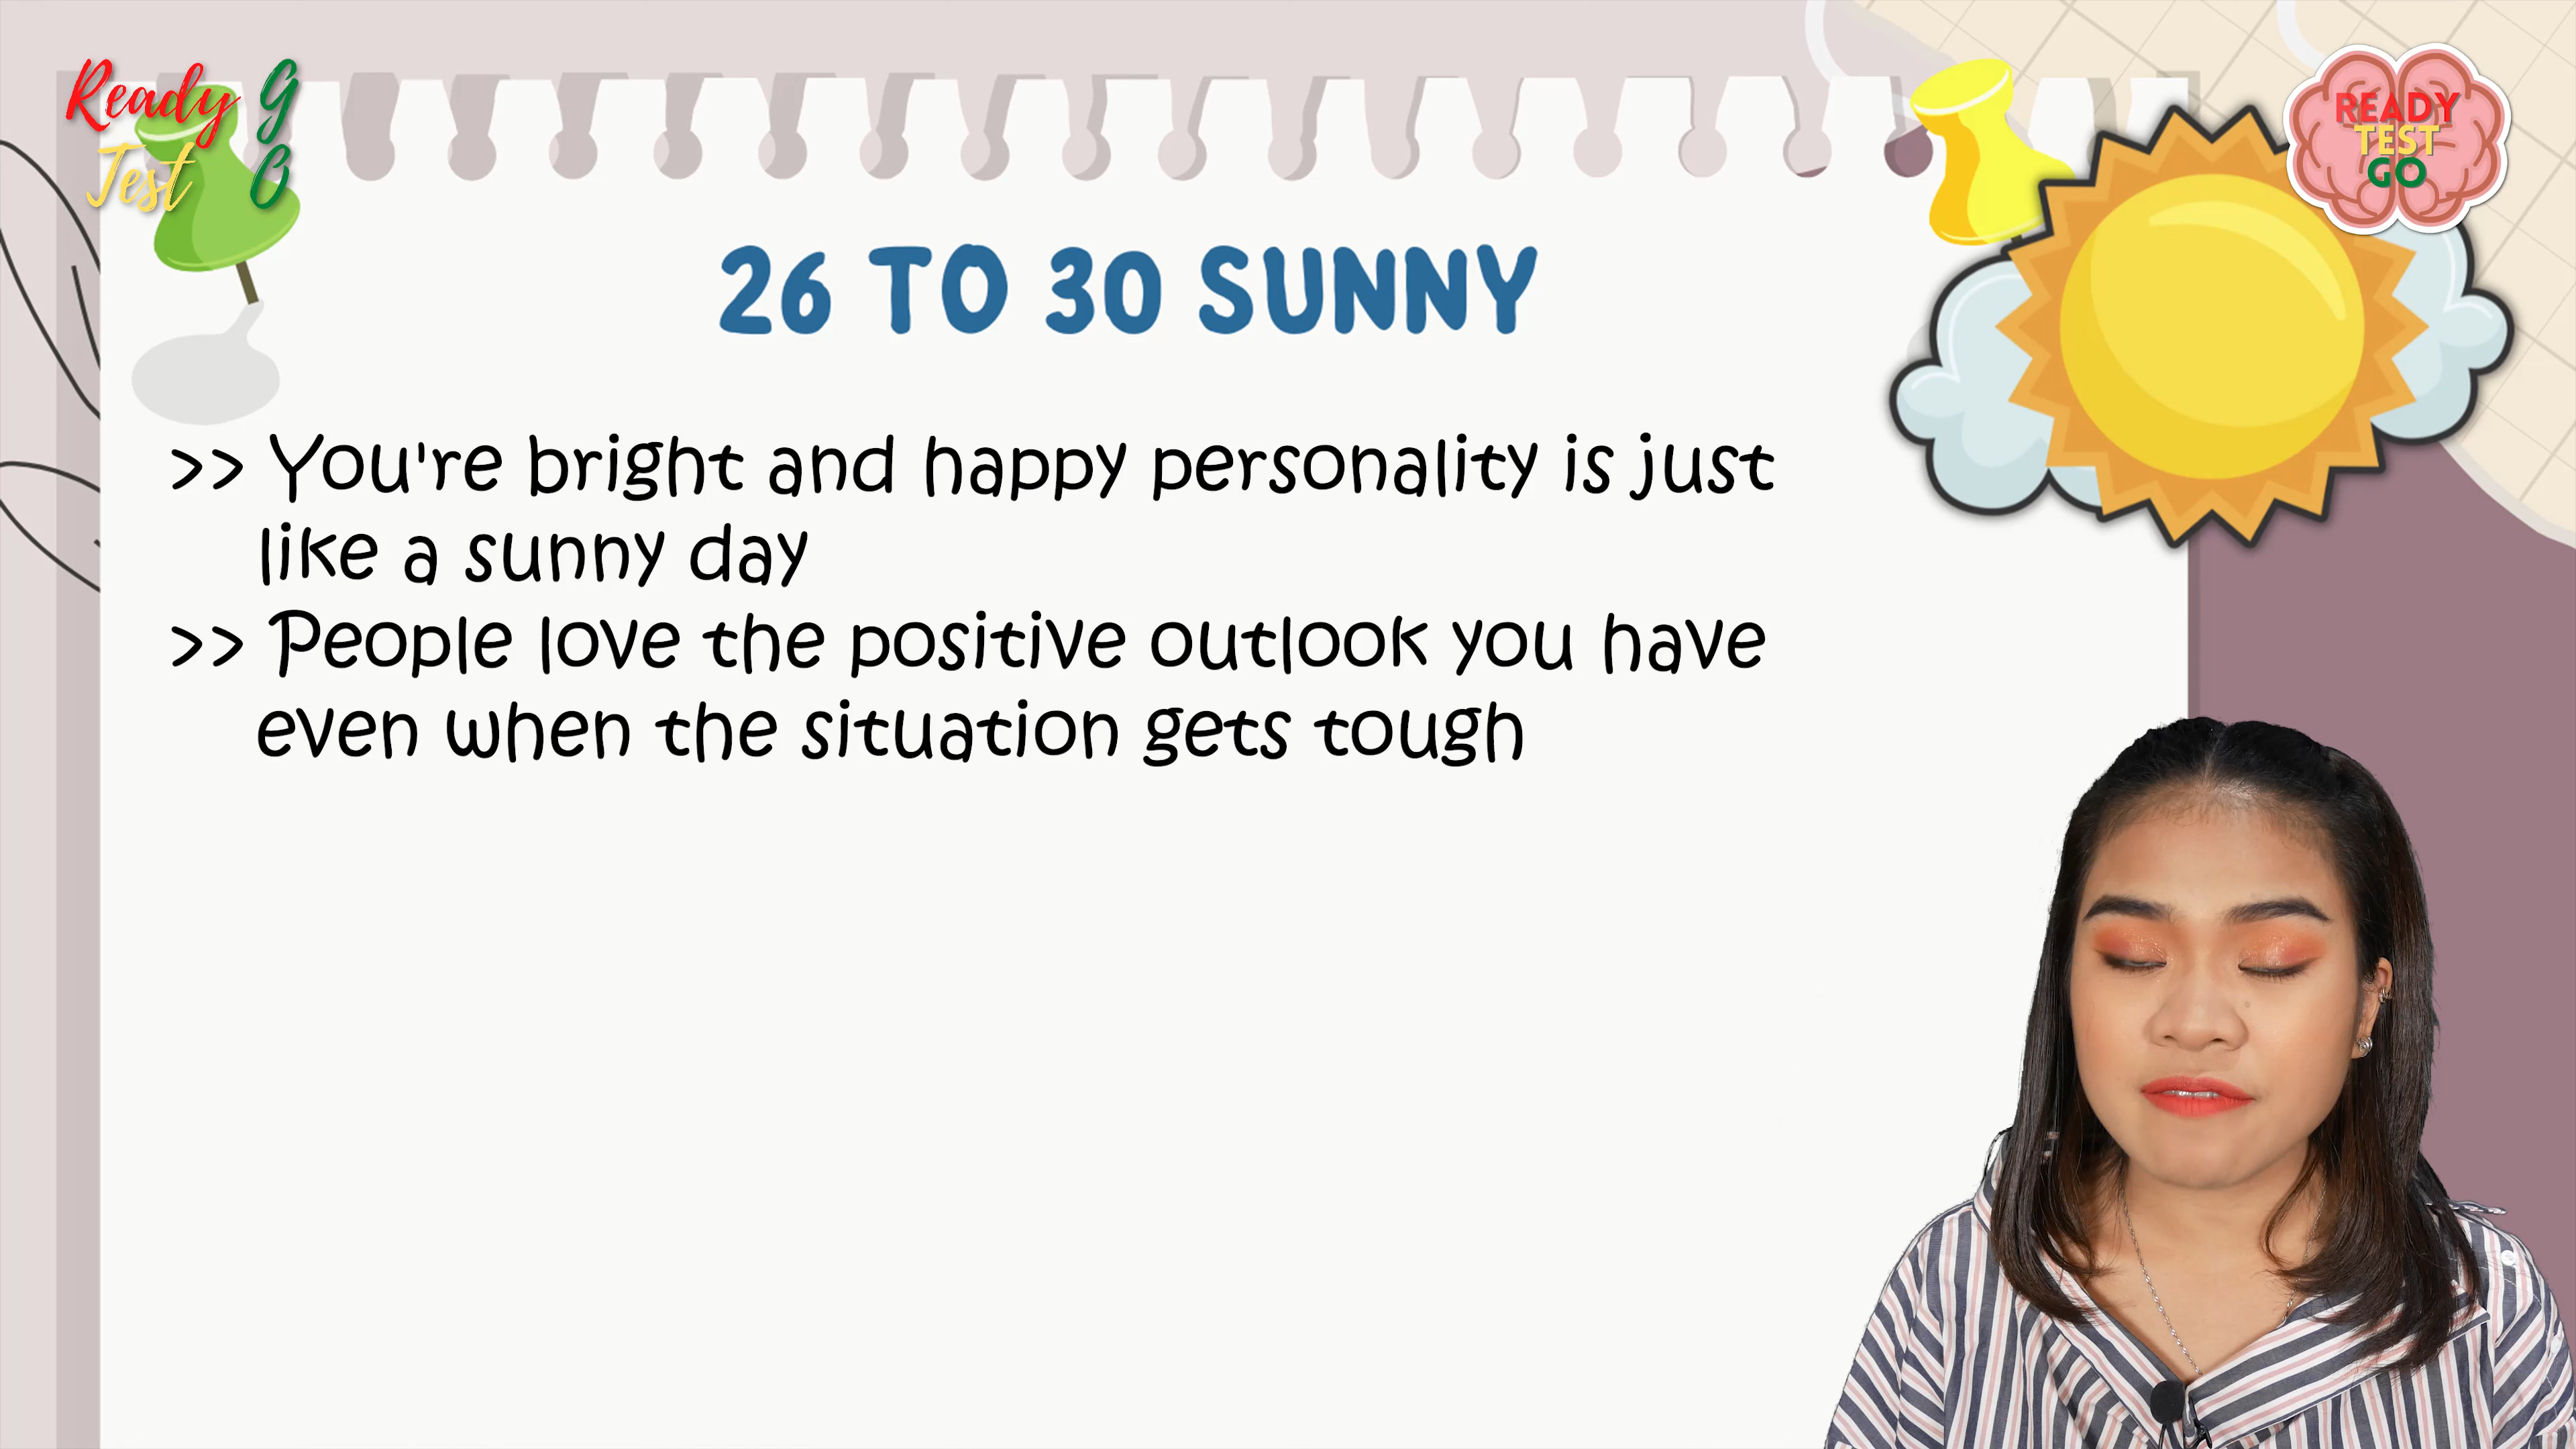 Ready G
Test O
READY
TEST
GO
26 TO 30 SUNNY
>> You're bright and happy personality is just
like a sunny day
>> People love the positive outlook you have
even when the situation gets tough